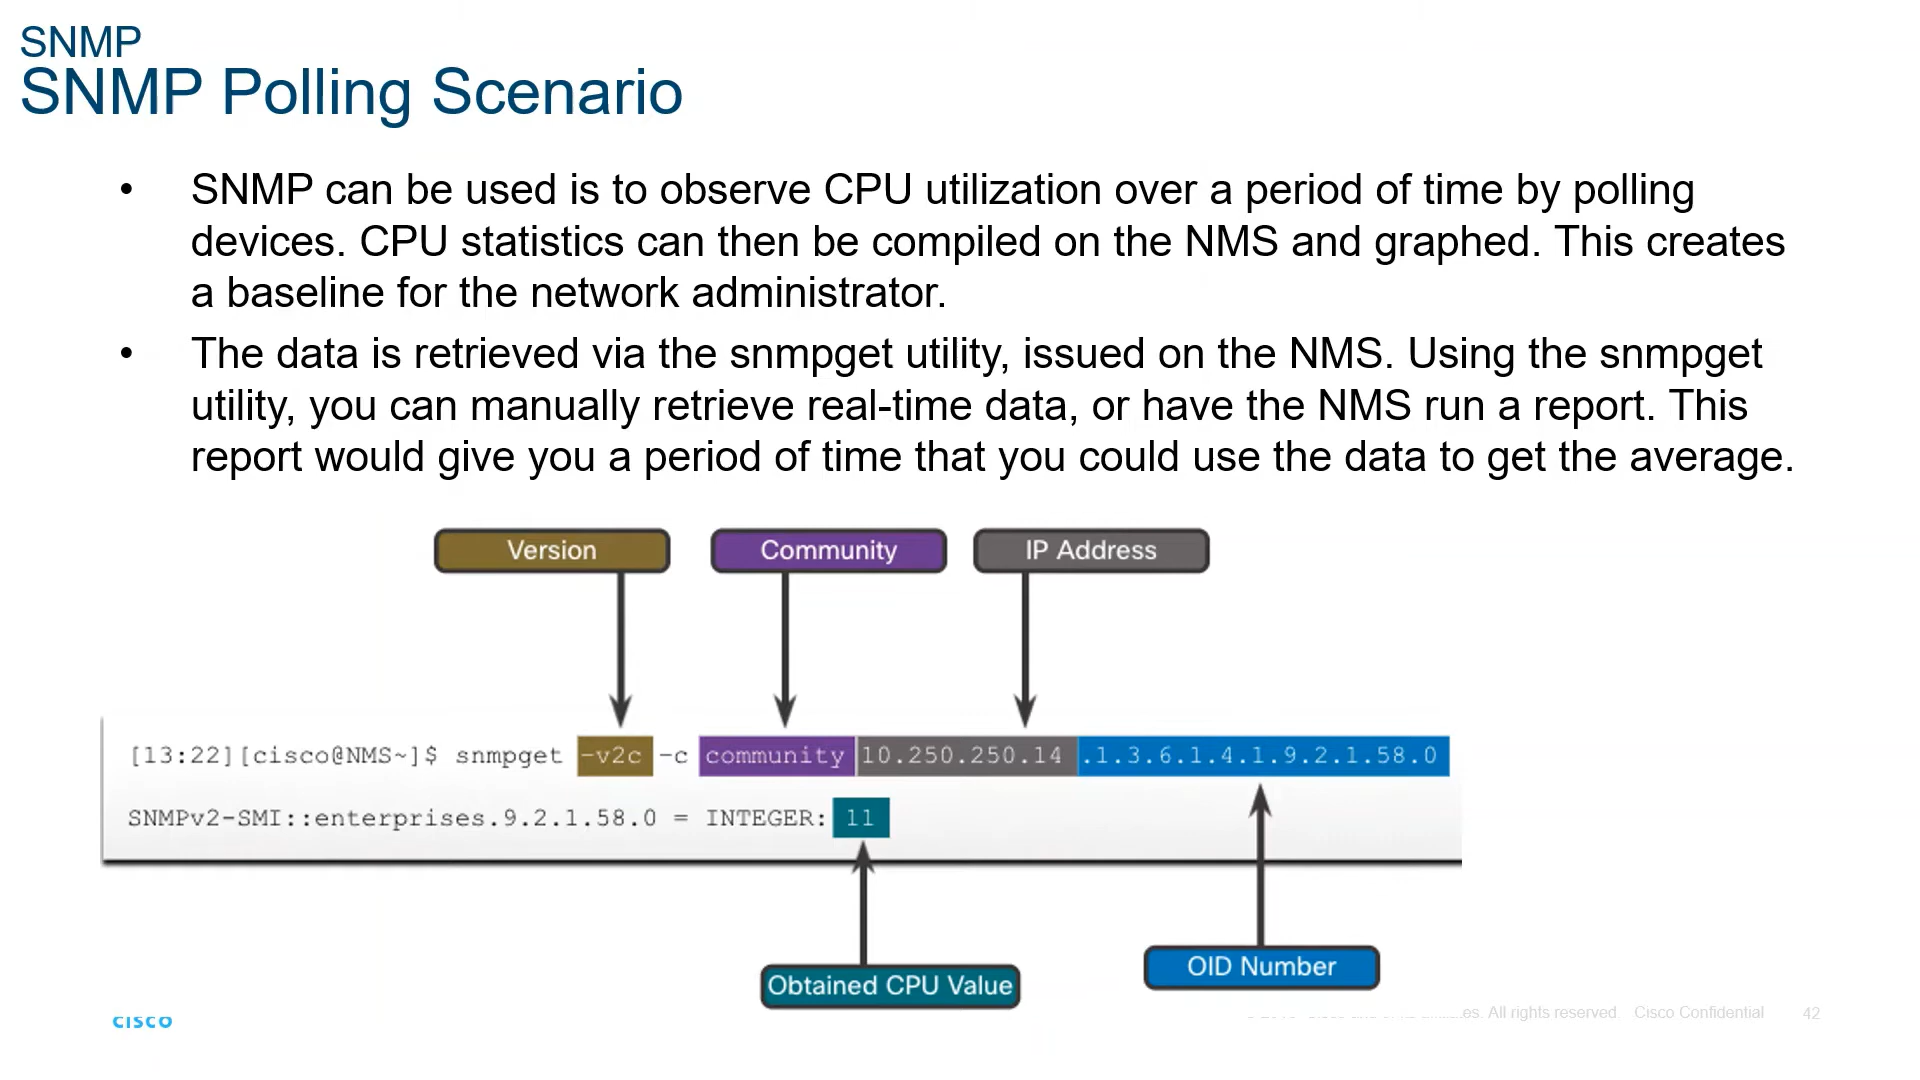 SNMP
SNMP Polling Scenario
• SNMP can be used is to observe CPU utilization over a period of time by polling
devices. CPU statistics can then be compiled on the NMS and graphed. This creates
a baseline for the network administrator.
• The data is retrieved via the snmpget utility, issued on the NMS. Using the snmpget
utility, you can manually retrieve real-time data, or have the NMS run a report. This
report would give you a period of time that you could use the data to get the average.
Version
Community
IP Address
[13:22][cisco@NMS~]$ snmpget -v2c -c community 10.250.250.14 .1.3.6.1.4.1.9.2.1.58.0
SNMPv2-SMI::enterprises.9.2.1.58.0 = INTEGER: 11
Obtained CPU Value
OID Number
CISCO
All rights reserved. Cisco Confidential
42